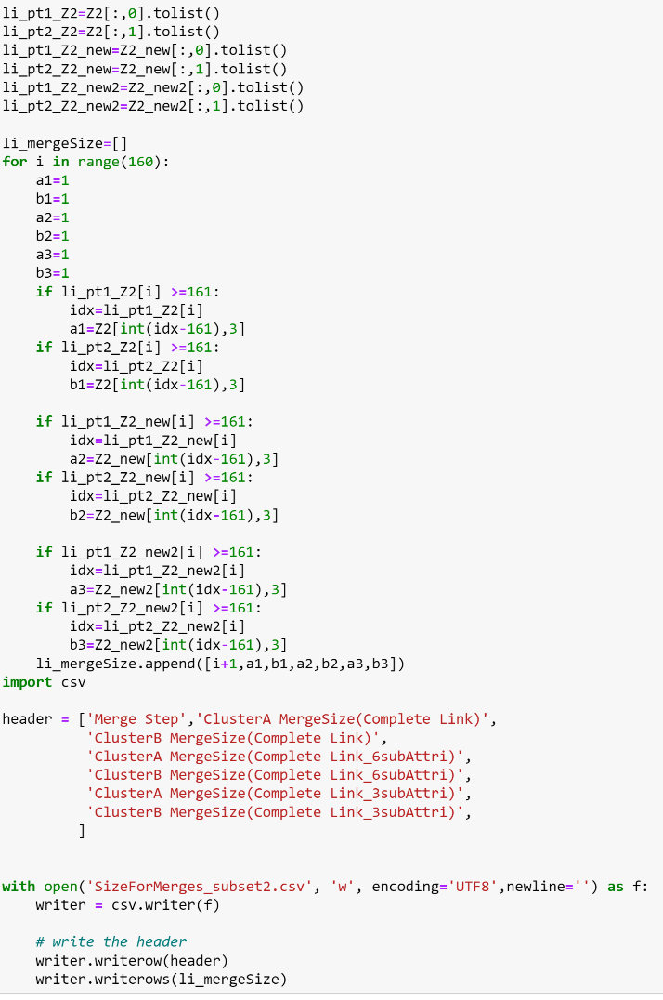 li_pt1_Z2=Z2[:,0].tolist()
li_pt2_Z2=Z2[:,1].tolist()
li_pt1_Z2_new=Z2_new[:,0].tolist()
li_pt2_Z2_new=Z2_new[:,1].tolist()
li_pt1_Z2_new2=Z2_new2[:,0].tolist()
li_pt2_Z2_new2=Z2_new2[:,1].tolist()

li_mergeSize=[]
for i in range(160):
    a1=1
    b1=1
    a2=1
    b2=1
    a3=1
    b3=1
    if li_pt1_Z2[i] >=161:
        idx=li_pt1_Z2[i]
        a1=Z2[int(idx-161),3]
    if li_pt2_Z2[i] >=161:
        idx=li_pt2_Z2[i]
        b1=Z2[int(idx-161),3]

    if li_pt1_Z2_new[i] >=161:
        idx=li_pt1_Z2_new[i]
        a2=Z2_new[int(idx-161),3]
    if li_pt2_Z2_new[i] >=161:
        idx=li_pt2_Z2_new[i]
        b2=Z2_new[int(idx-161),3]

    if li_pt1_Z2_new2[i] >=161:
        idx=li_pt1_Z2_new2[i]
        a3=Z2_new2[int(idx-161),3]
    if li_pt2_Z2_new2[i] >=161:
        idx=li_pt2_Z2_new2[i]
        b3=Z2_new2[int(idx-161),3]
    li_mergeSize.append([i+1,a1,b1,a2,b2,a3,b3])
import csv

header = ['Merge Step','ClusterA MergeSize(Complete Link)',
          'ClusterB MergeSize(Complete Link)',
          'ClusterA MergeSize(Complete Link_6subAttri)',
          'ClusterB MergeSize(Complete Link_6subAttri)',
          'ClusterA MergeSize(Complete Link_3subAttri)',
          'ClusterB MergeSize(Complete Link_3subAttri)',
         ]


with open('SizeForMerges_subset2.csv', 'w', encoding='UTF8',newline='') as f:
    writer = csv.writer(f)

    # write the header
    writer.writerow(header)
    writer.writerows(li_mergeSize)